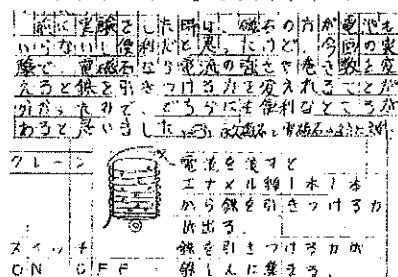 前に実験をした時は、磁石の方が電池も
いらないし便利だと思ったけど、今回の実
験で、電磁石なら電流の強さや巻き数を変
えると鉄を引きつける力を変えられることが
分かったので、どちらにも便利なところが
あると思いました。
クレーン
電流を流すと
エナメル線1本1本
から鉄を引きつける力
が出る。
スイッチ
鉄を引きつける力が
ON OFF 鉄しんに集まる。